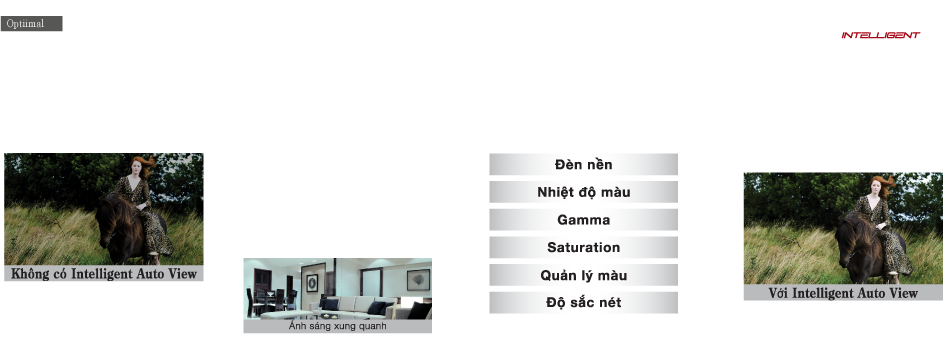 Optiimal
INTELLIGENT
Không có Intelligent Auto View
Ánh sáng xung quanh
Đèn nền
Nhiệt độ màu
Gamma
Saturation
Quản lý màu
Độ sắc nét
Với Intelligent Auto View